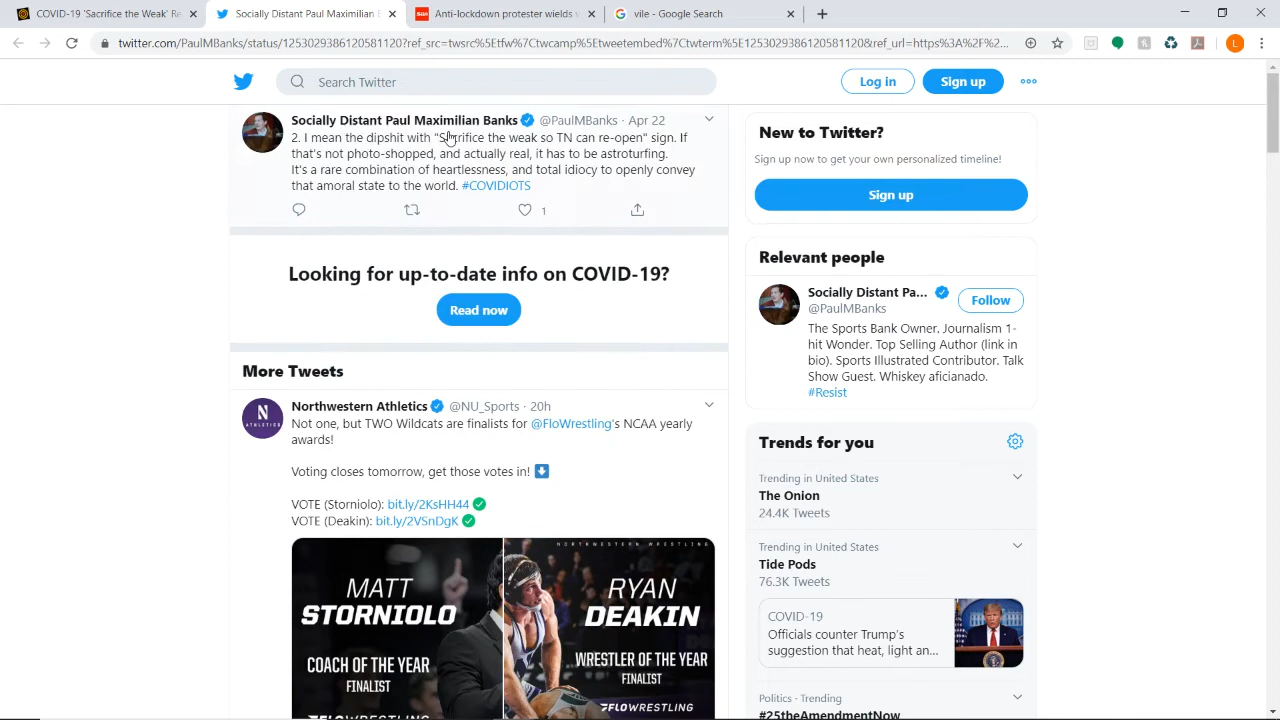 COVID-19 'Sacrifice the Weak' Re
Socially Distant Paul Maximilian B
Anti-lockdown protester wields v
vile - Google Search
twitter.com/PaulMBanks/status/1253029386120581120?ref_src=twsrc%5Etfw%7Ctwcamp%5Etweetembed%7Ctwterm%5E1253029386120581120&ref_url=https%3A%2F%2...
L
Search Twitter
Log in
Sign up
Socially Distant Paul Maximilian Banks @PaulMBanks · Apr 22
2. I mean the dipshit with "Sacrifice the weak so TN can re-open" sign. If
that's not photo-shopped, and actually real, it has to be astroturfing.
It's a rare combination of heartlessness, and total idiocy to openly convey
that amoral state to the world. #COVIDIOTS
1
Looking for up-to-date info on COVID-19?
Read now
More Tweets
Northwestern Athletics @NU_Sports · 20h
Not one, but TWO Wildcats are finalists for @FloWrestling's NCAA yearly
awards!
Voting closes tomorrow, get those votes in!
VOTE (Storniolo): bit.ly/2KsHH44
VOTE (Deakin): bit.ly/2VSnDgK
N
ATHLETICS
MATT
STORNIOLO
COACH OF THE YEAR
FINALIST
FLOWRESTLING
NORTHWESTERN WRESTLING
RYAN
DEAKIN
WRESTLER OF THE YEAR
FINALIST
FLOWRESTLING
New to Twitter?
Sign up now to get your own personalized timeline!
Sign up
Relevant people
Socially Distant Pa...
@PaulMBanks
Follow
The Sports Bank Owner. Journalism 1-
hit Wonder. Top Selling Author (link in
bio). Sports Illustrated Contributor. Talk
Show Guest. Whiskey aficianado.
#Resist
Trends for you
Trending in United States
The Onion
24.4K Tweets
Trending in United States
Tide Pods
76.3K Tweets
COVID-19
Officials counter Trump's
suggestion that heat, light an...
Politics · Trending
#25theAmendmentNow